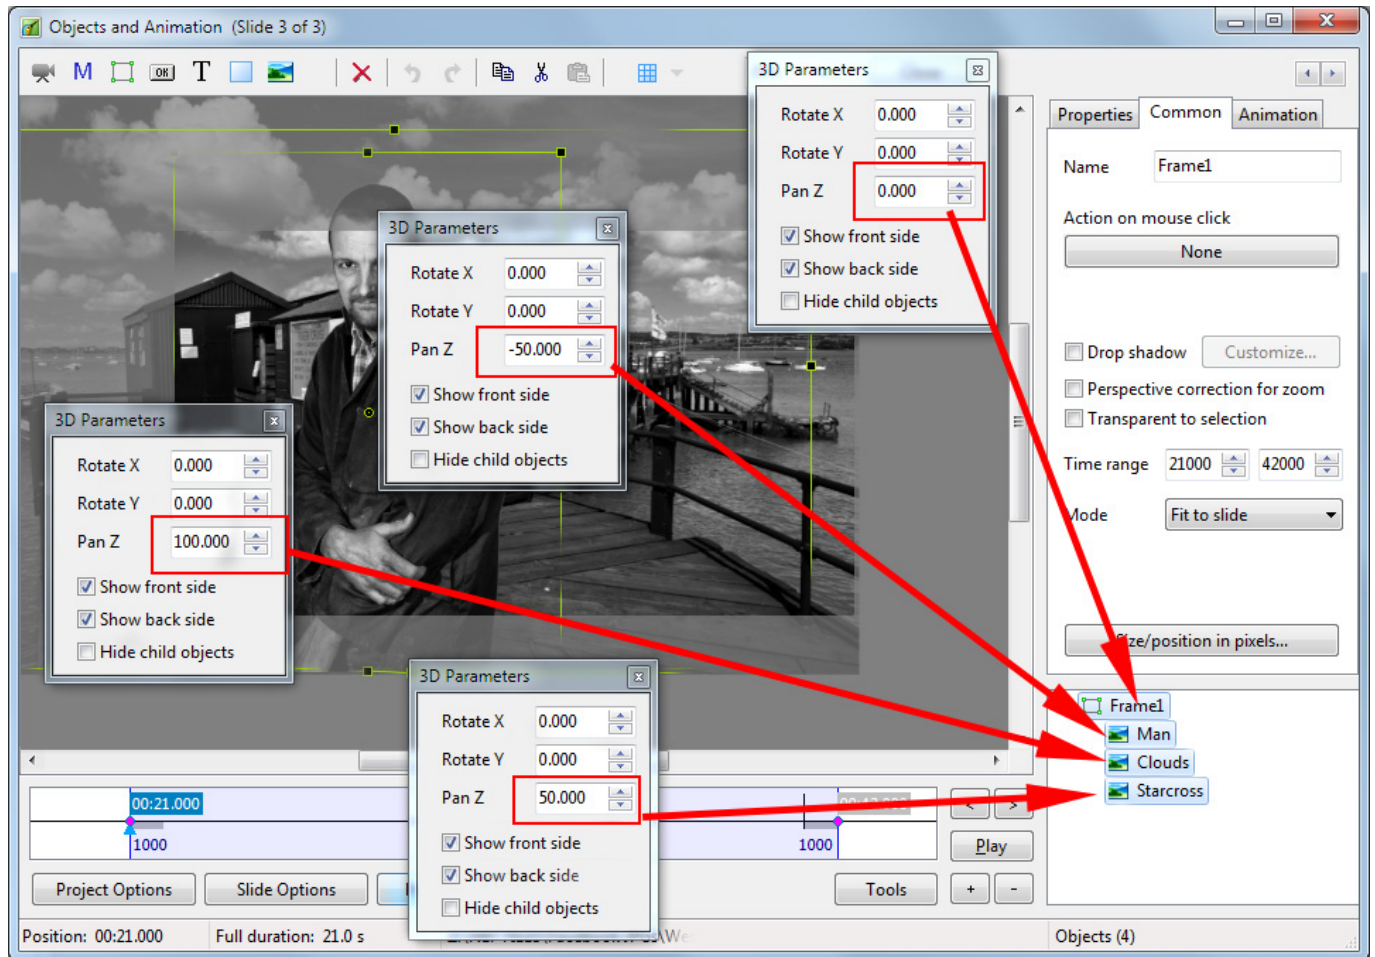 Objects and Animation (Slide 3 of 3)
M OK T
3D Parameters
Rotate X 0.000
Rotate Y 0.000
Pan Z 0.000
Show front side
Show back side
Hide child objects
3D Parameters
Rotate X 0.000
Rotate Y 0.000
Pan Z -50.000
Show front side
Show back side
Hide child objects
3D Parameters
Rotate X 0.000
Rotate Y 0.000
Pan Z 100.000
Show front side
Show back side
Hide child objects
3D Parameters
Rotate X 0.000
Rotate Y 0.000
Pan Z 50.000
Show front side
Show back side
Hide child objects
Properties Common Animation
Name Frame1
Action on mouse click
None
Drop shadow Customize...
Perspective correction for zoom
Transparent to selection
Time range 21000 42000
Mode Fit to slide
Size/position in pixels...
Frame1
Man
Clouds
Starcross
00:21.000
1000 1000
< >
Play
Project Options Slide Options Tools + -
Position: 00:21.000 Full duration: 21.0 s Objects (4)